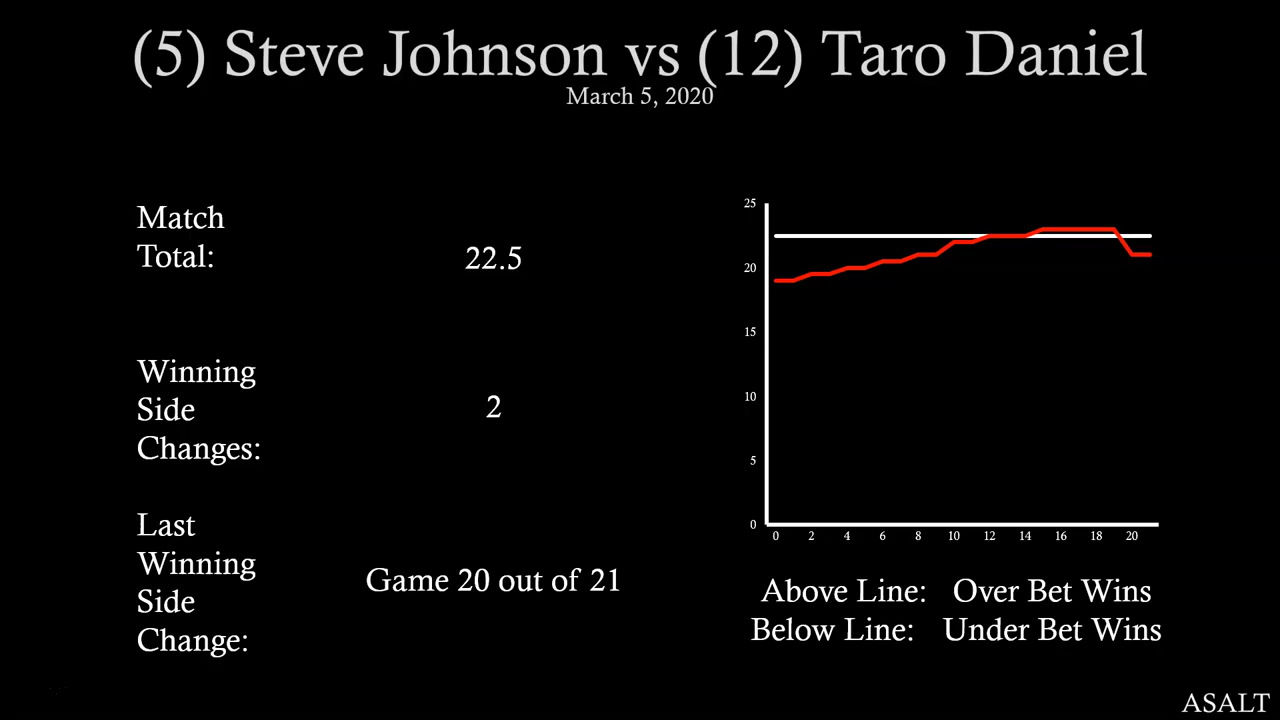 (5) Steve Johnson vs (12) Taro Daniel
March 5, 2020
Match
Total:
22.5
Winning
Side
Changes:
2
Last
Winning
Side
Change:
Game 20 out of 21
25
20
15
10
5
0
0 2 4 6 8 10 12 14 16 18 20
Above Line: Over Bet Wins
Below Line: Under Bet Wins
ASALT